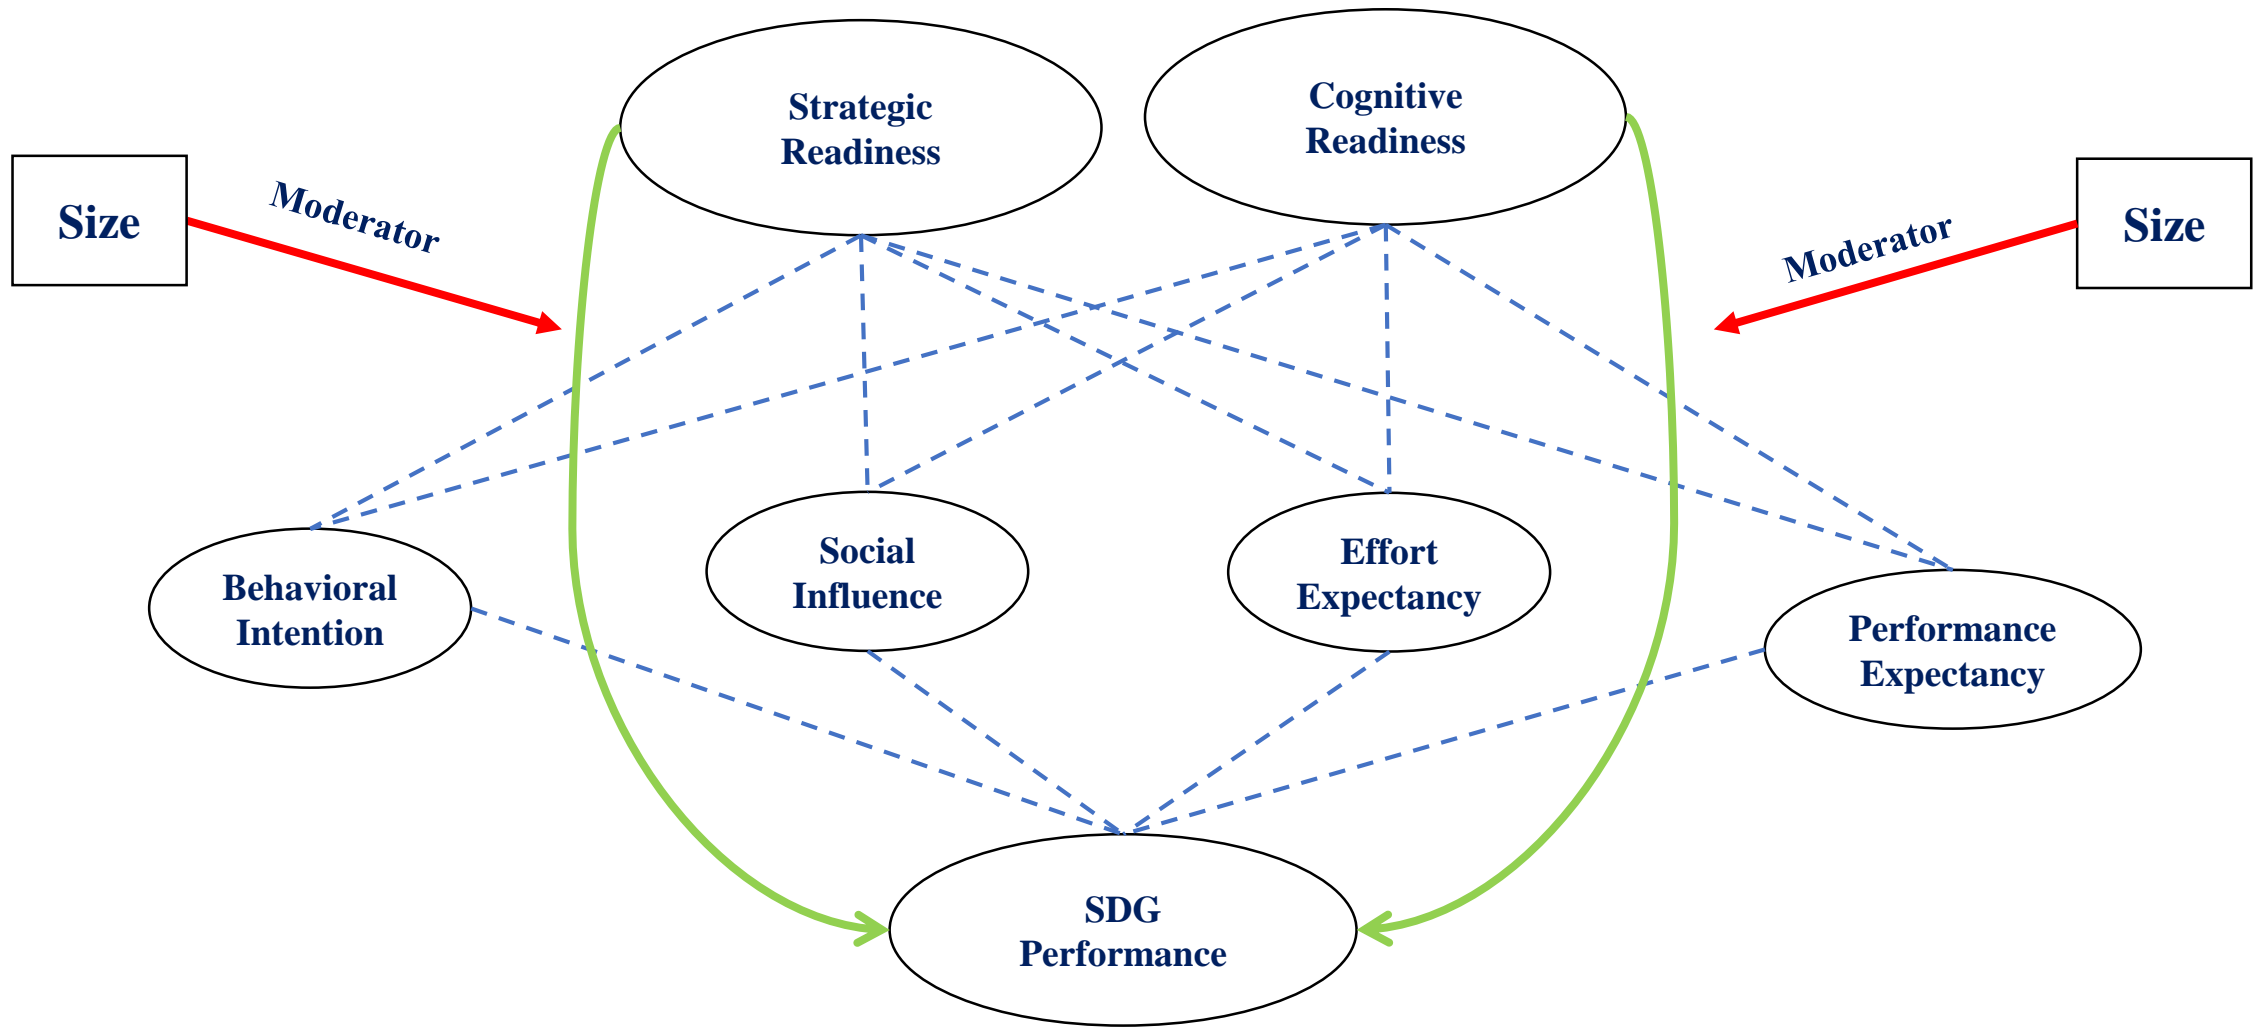 Strategic
Readiness
Cognitive
Readiness
Size
Moderator
Moderator
Size
Social
Influence
Effort
Expectancy
Behavioral
Intention
Performance
Expectancy
SDG
Performance